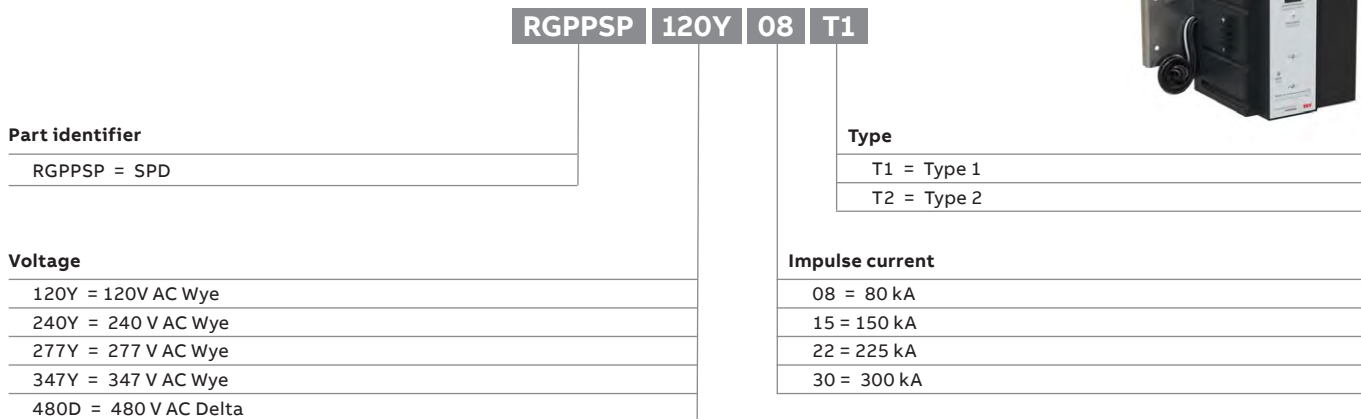 RGPPSP 120Y 08 T1
Part identifier
RGPPSP = SPD
Type
T1 = Type 1
T2 = Type 2
Voltage
120Y = 120V AC Wye
240Y = 240 V AC Wye
277Y = 277 V AC Wye
347Y = 347 V AC Wye
480D = 480 V AC Delta
Impulse current
08 = 80 kA
15 = 150 kA
22 = 225 kA
30 = 300 kA